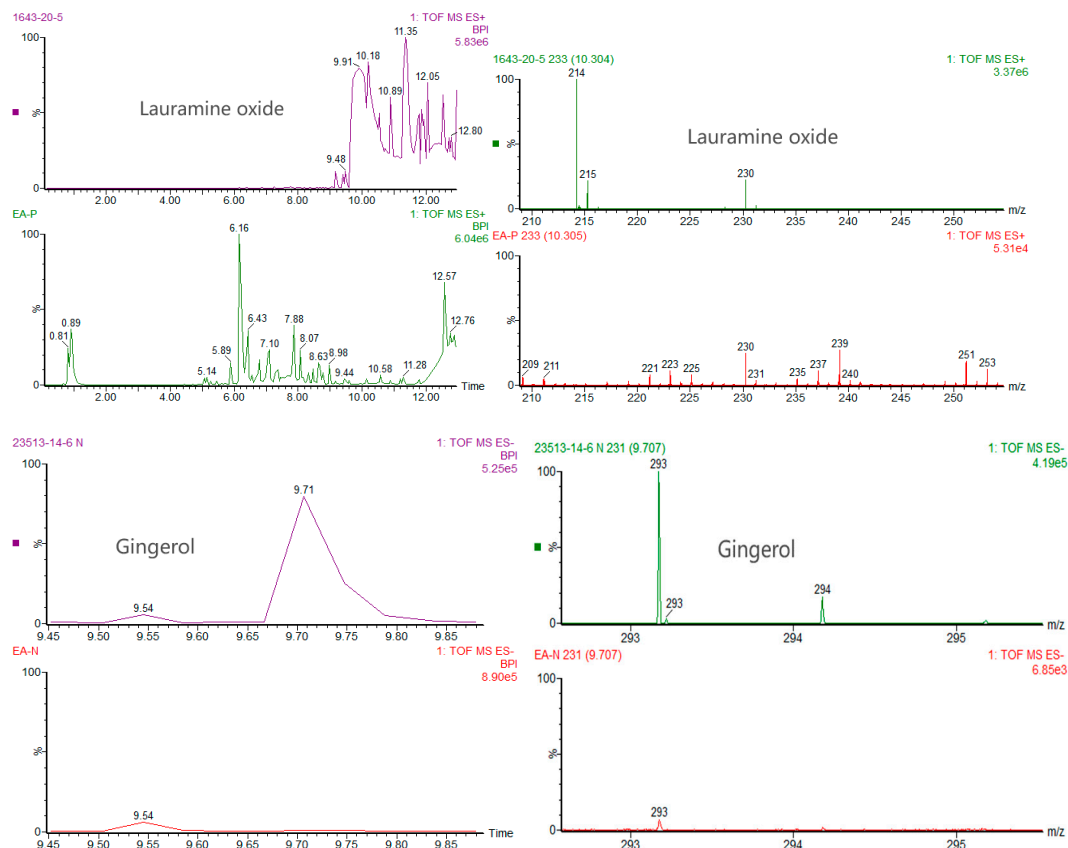 1643-20-5
1: TOF MS ES+
BPI
5.83e6
100
%
0
9.91
10.18
11.35
10.89
12.05
12.80
9.48
Lauramine oxide
2.00 4.00 6.00 8.00 10.00 12.00
EA-P
1: TOF MS ES+
BPI
6.04e6
100
%
0
0.81
0.89
5.14
5.89
6.16
6.43
7.10
7.88
8.07
8.63
8.98
9.44
10.58
11.28
12.57
12.76
Time
2.00 4.00 6.00 8.00 10.00 12.00
1643-20-5 233 (10.304)
1: TOF MS ES+
3.37e6
100
%
0
214
215
230
Lauramine oxide
m/z
210 215 220 225 230 235 240 245 250
EA-P 233 (10.305)
1: TOF MS ES+
5.31e4
100
%
0
209
211
221
223
225
230
231
235
237
239
240
251
253
m/z
210 215 220 225 230 235 240 245 250
23513-14-6 N
1: TOF MS ES-
BPI
5.25e5
100
%
0
9.71
9.54
Gingerol
9.45 9.50 9.55 9.60 9.65 9.70 9.75 9.80 9.85
EA-N
1: TOF MS ES-
BPI
8.90e5
100
%
0
9.54
Time
9.45 9.50 9.55 9.60 9.65 9.70 9.75 9.80 9.85
23513-14-6 N 231 (9.707)
1: TOF MS ES-
4.19e5
100
%
0
293
293
294
Gingerol
m/z
293 294 295
EA-N 231 (9.707)
1: TOF MS ES-
6.85e3
100
%
0
293
m/z
293 294 295